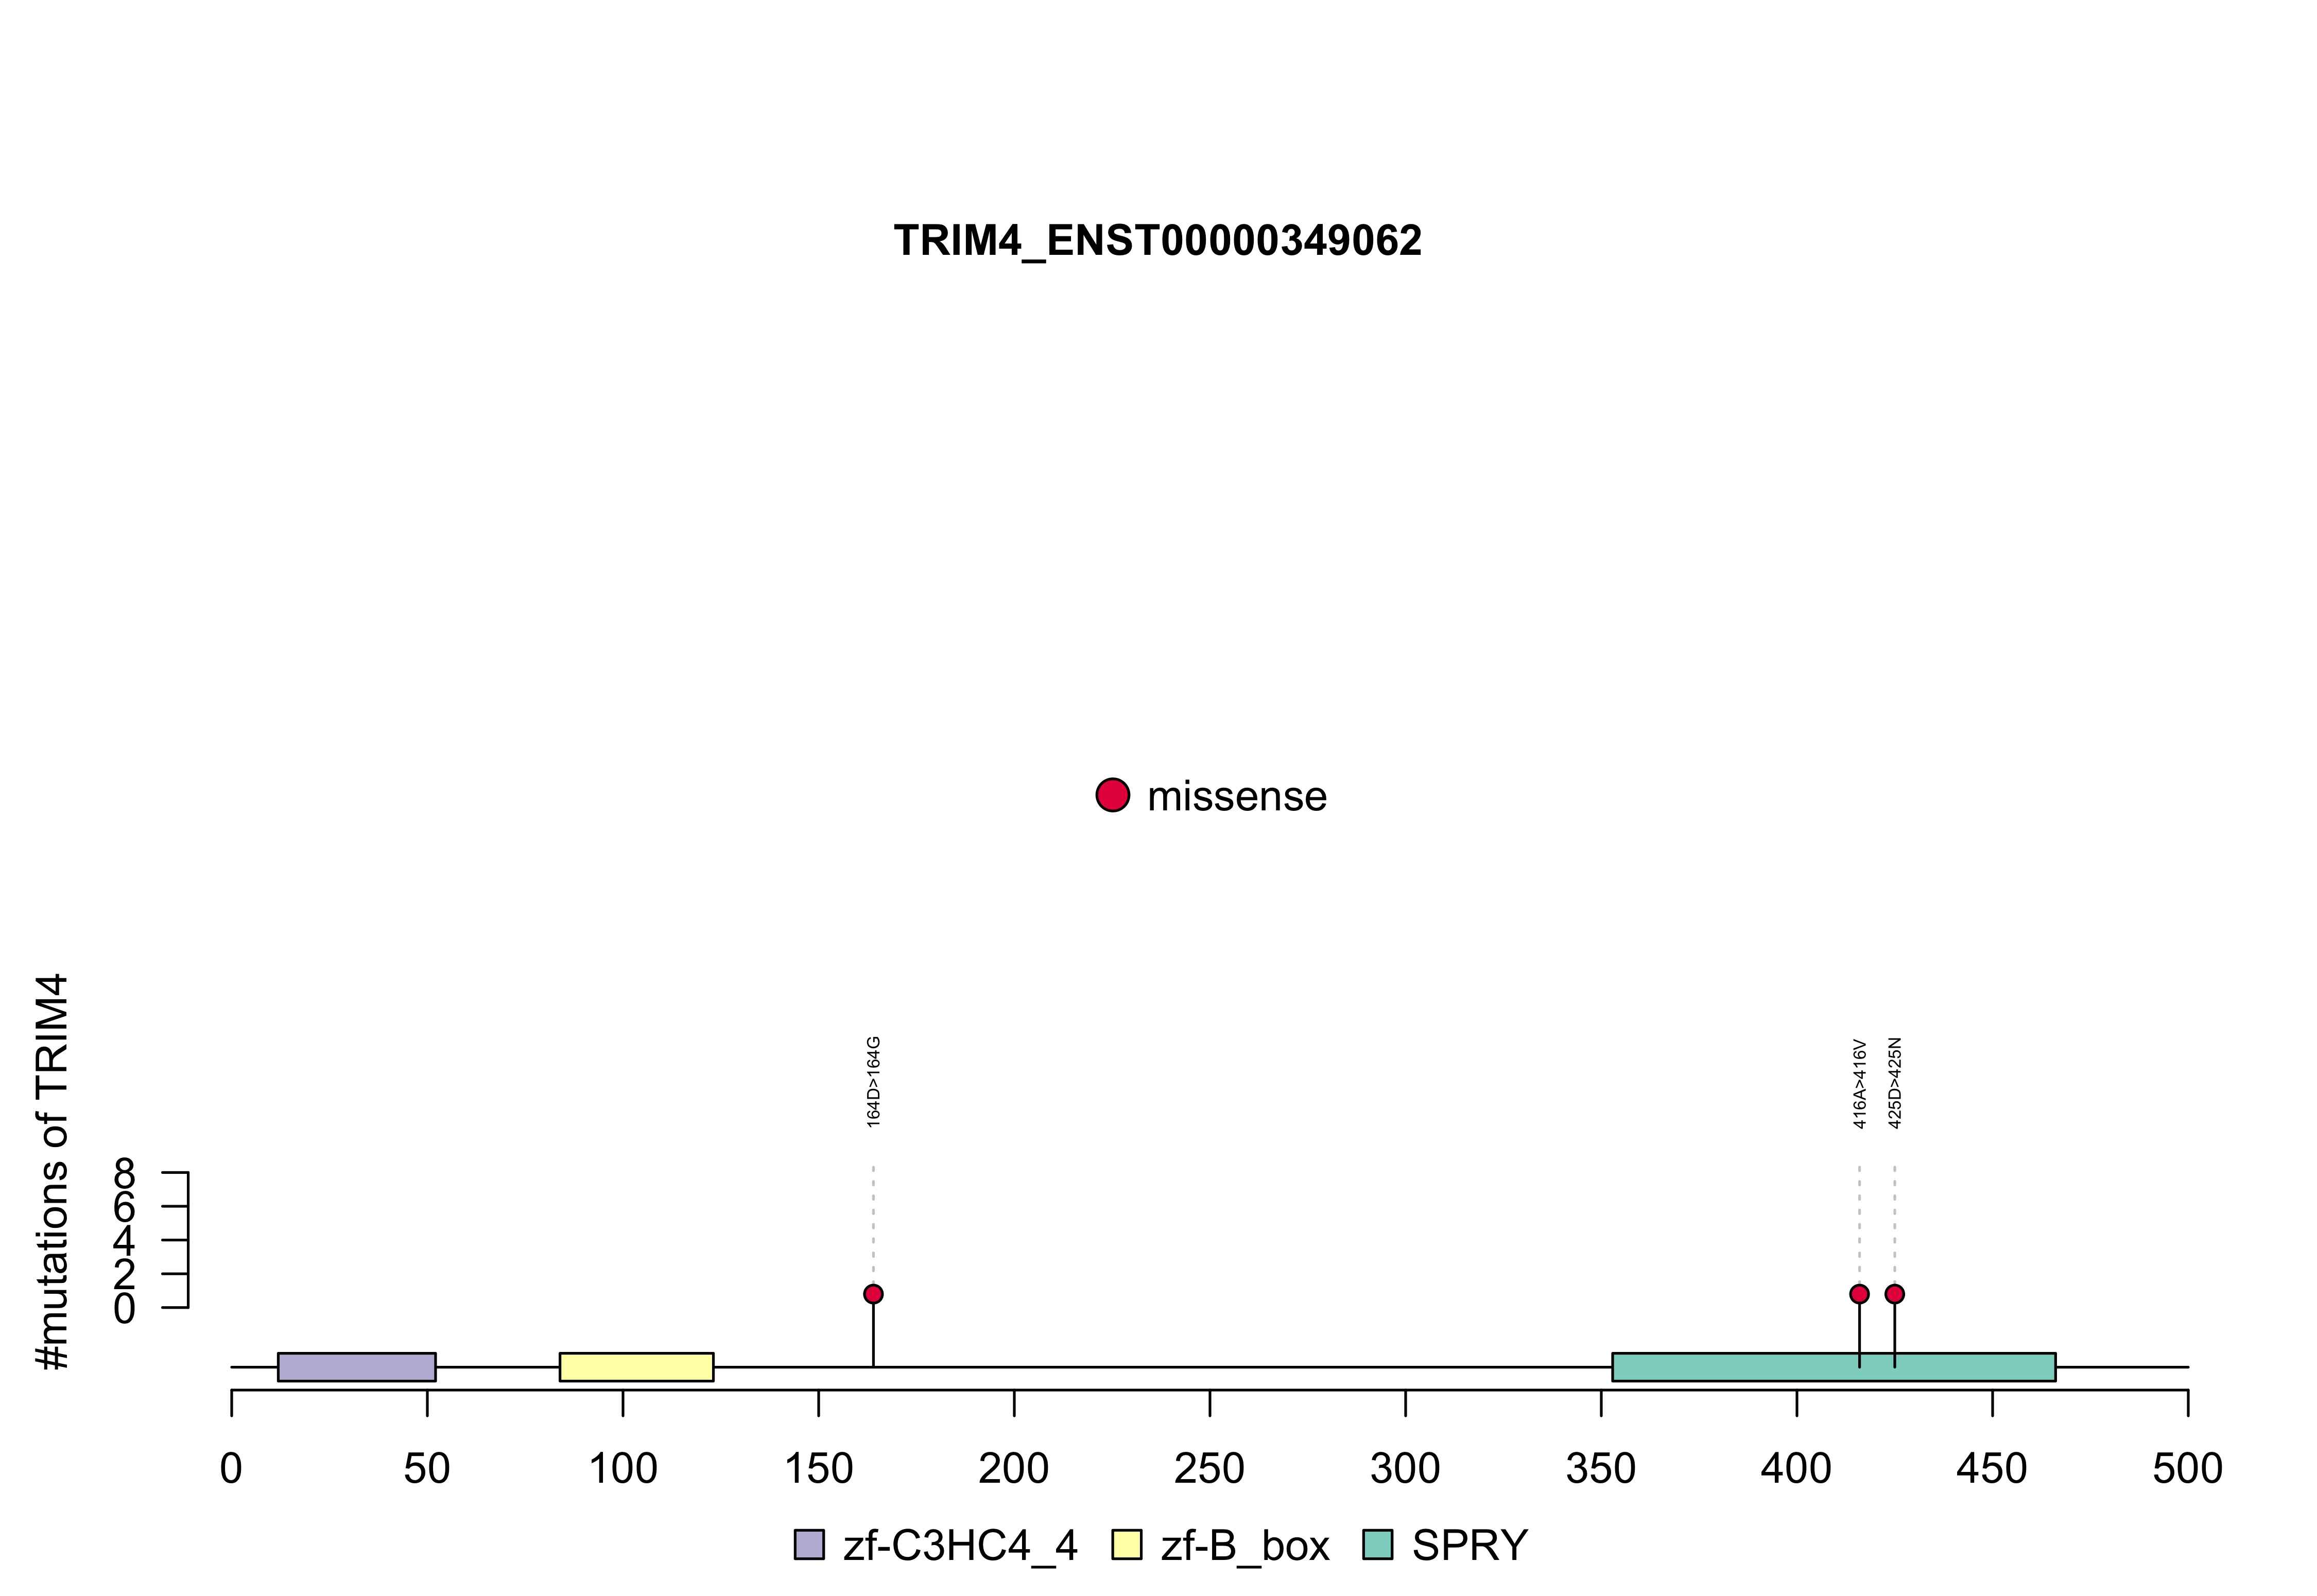 TRIM4_ENST00000349062
missense
#mutations of TRIM4
164D>164G
416A>416V
425D>425N
8
6
4
2
0
0 50 100 150 200 250 300 350 400 450 500
zf-C3HC4_4 zf-B_box SPRY